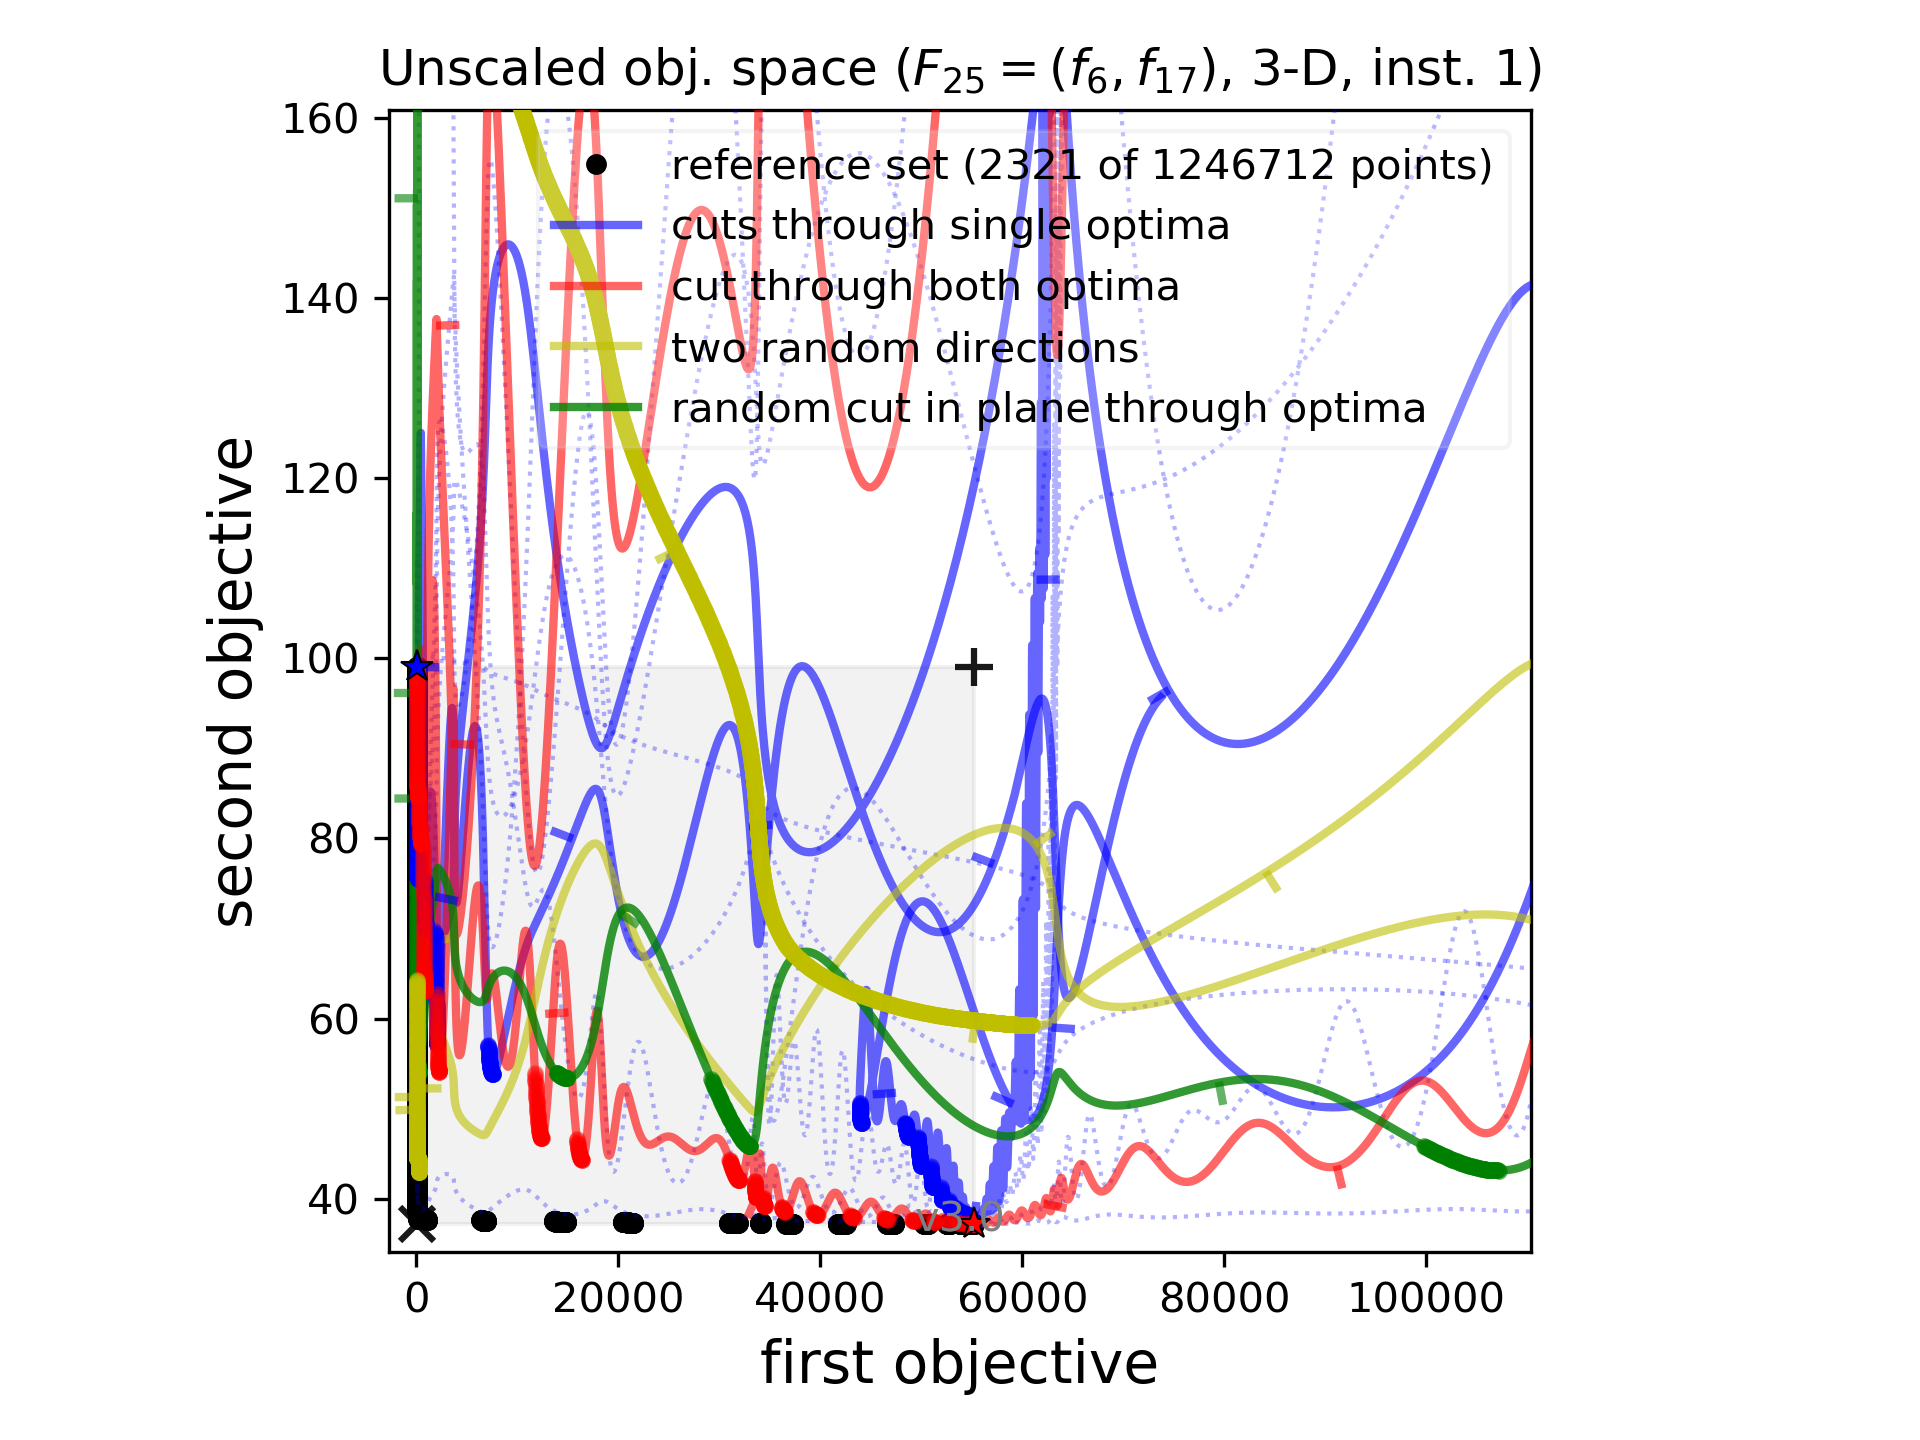 Unscaled obj. space (F25 = (f6, f17), 3-D, inst. 1)
160
140
120
100
80
60
40
second objective
reference set (2321 of 1246712 points)
cuts through single optima
cut through both optima
two random directions
random cut in plane through optima
v3.0
0 20000 40000 60000 80000 100000
first objective